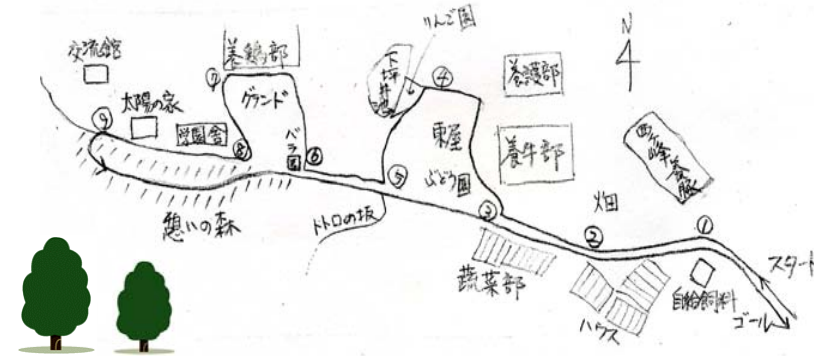 りんご園
N
交流館
養鶏部
下坪井池
④
養護部
⑦
太陽の家
グランド
学園舎
バラ園
東屋
養牛部
⑨
⑧
⑥
⑤
ぶどう園
③
畑
②
①
憩いの森
トトロの坂
蔬菜部
ハウス
自給飼料
スタート
ゴール